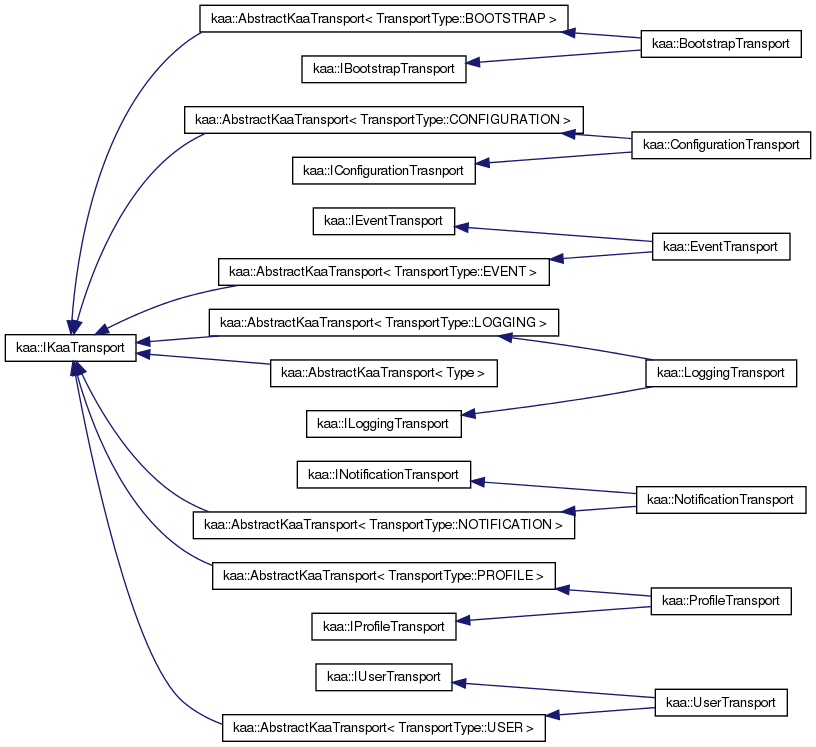 kaa::AbstractKaaTransport< TransportType::BOOTSTRAP >
kaa::BootstrapTransport
kaa::IBootstrapTransport
kaa::AbstractKaaTransport< TransportType::CONFIGURATION >
kaa::ConfigurationTransport
kaa::IConfigurationTrasnport
kaa::IEventTransport
kaa::EventTransport
kaa::AbstractKaaTransport< TransportType::EVENT >
kaa::AbstractKaaTransport< TransportType::LOGGING >
kaa::IKaaTransport
kaa::AbstractKaaTransport< Type >
kaa::LoggingTransport
kaa::ILoggingTransport
kaa::INotificationTransport
kaa::NotificationTransport
kaa::AbstractKaaTransport< TransportType::NOTIFICATION >
kaa::AbstractKaaTransport< TransportType::PROFILE >
kaa::ProfileTransport
kaa::IProfileTransport
kaa::IUserTransport
kaa::UserTransport
kaa::AbstractKaaTransport< TransportType::USER >